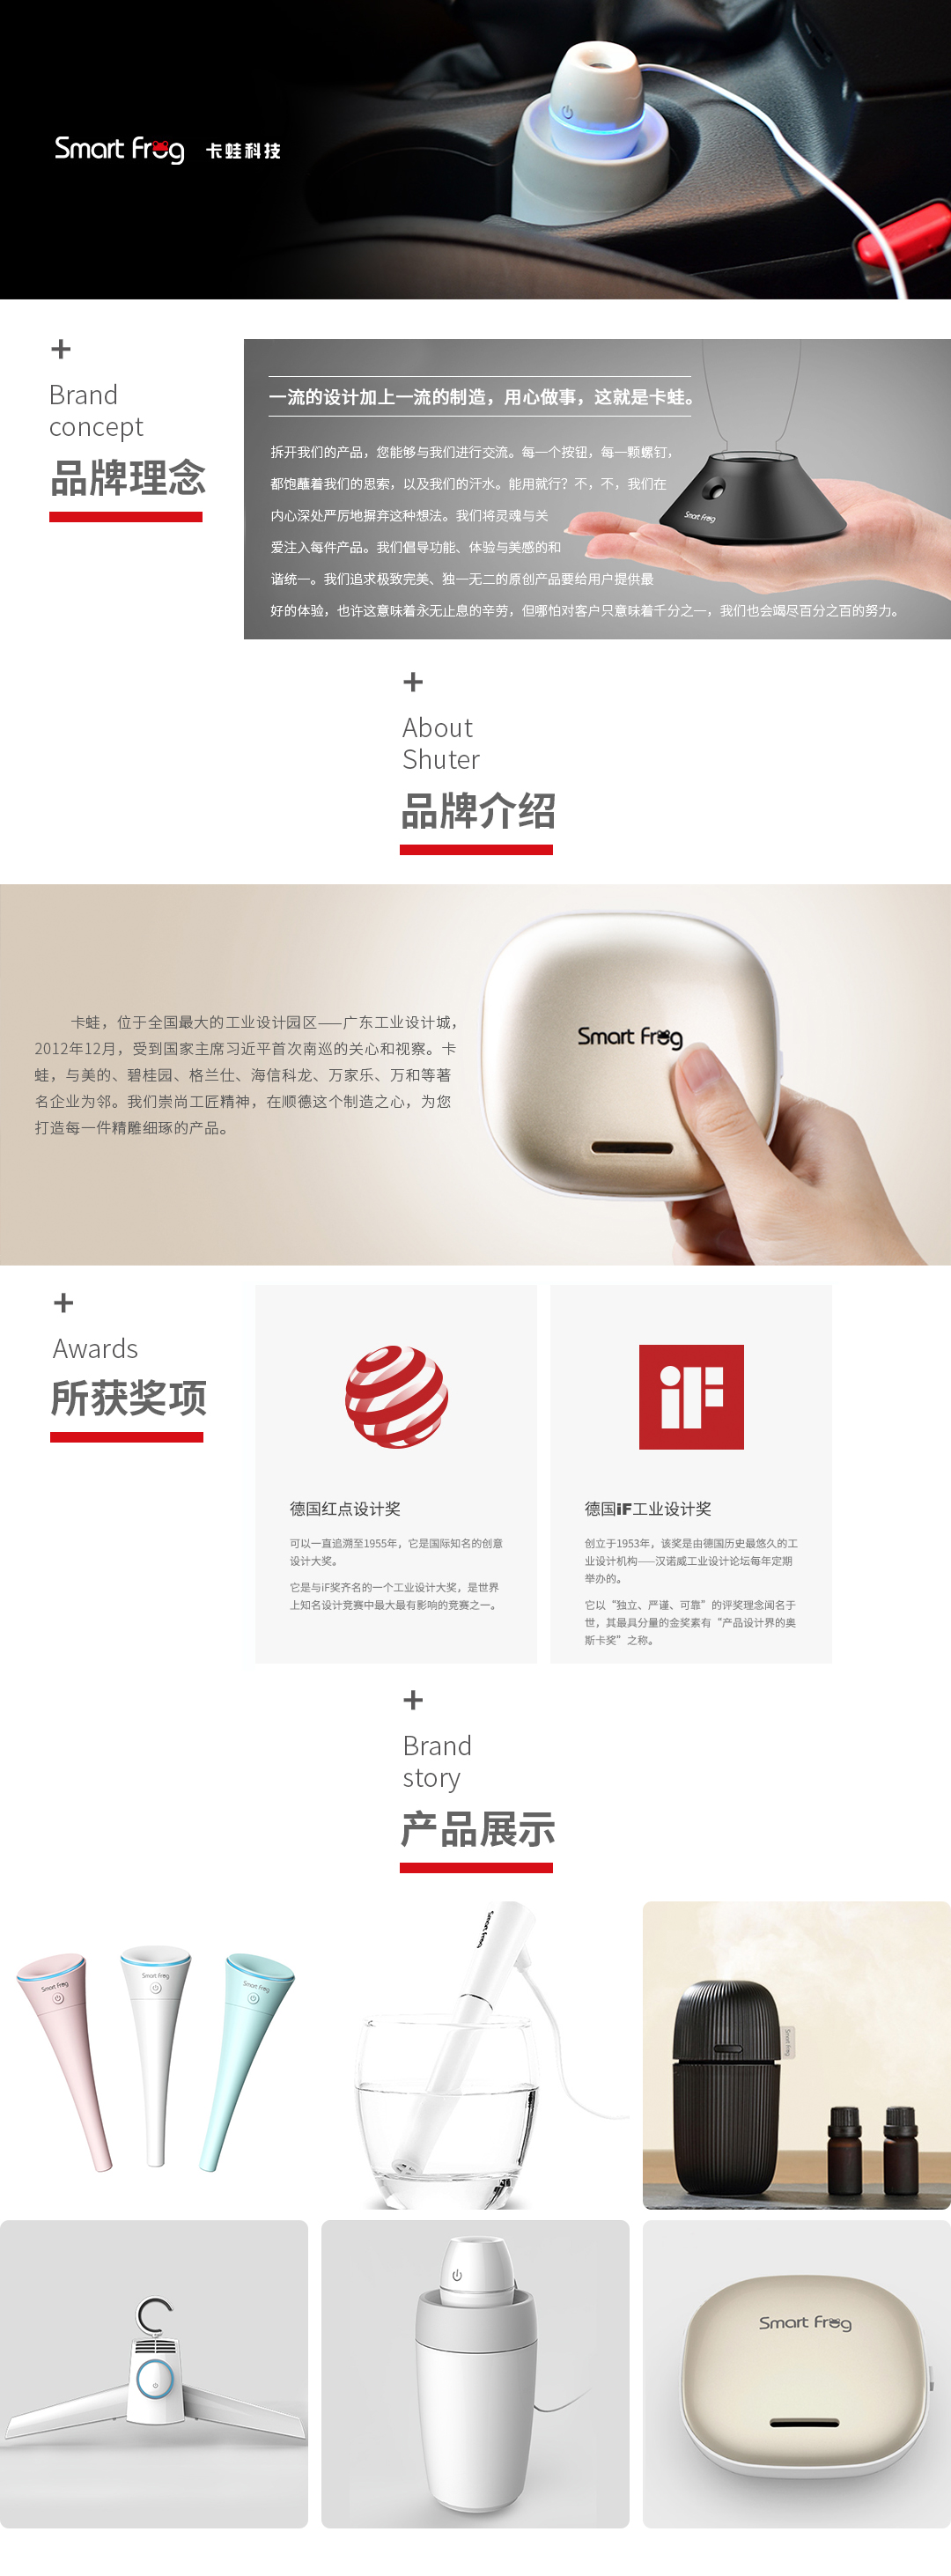 Smart Frog 卡蛙科技
+
Brand
concept
品牌理念
一流的设计加上一流的制造，用心做事，这就是卡蛙。
拆开我们的产品，您能够与我们进行交流。每一个按钮，每一颗螺钉，
都饱蘸着我们的思索，以及我们的汗水。能用就行？不，不，我们在
内心深处严厉地摒弃这种想法。我们将灵魂与关
爱注入每件产品。我们倡导功能、体验与美感的和
谐统一。我们追求极致完美、独一无二的原创产品要给用户提供最
好的体验，也许这意味着永无止息的辛劳，但哪怕对客户只意味着千分之一，我们也会竭尽百分之百的努力。
Smart Frog
+
About
Shuter
品牌介绍
卡蛙，位于全国最大的工业设计园区——广东工业设计城，
2012年12月，受到国家主席习近平首次南巡的关心和视察。卡
蛙，与美的、碧桂园、格兰仕、海信科龙、万家乐、万和等著
名企业为邻。我们崇尚工匠精神，在顺德这个制造之心，为您
打造每一件精雕细琢的产品。
Smart Frog
+
Awards
所获奖项
德国红点设计奖
可以一直追溯至1955年，它是国际知名的创意
设计大奖。
它是与iF奖齐名的一个工业设计大奖，是世界
上知名设计竞赛中最大最有影响的竞赛之一。
iF
德国iF工业设计奖
创立于1953年，该奖是由德国历史最悠久的工
业设计机构——汉诺威工业设计论坛每年定期
举办的。
它以“独立、严谨、可靠”的评奖理念闻名于
世，其最具分量的金奖素有“产品设计界的奥
斯卡奖”之称。
+
Brand
story
产品展示
Smart Frog
Smart Frog
Smart Frog
Smart Frog
Smart Frog
Smart Frog